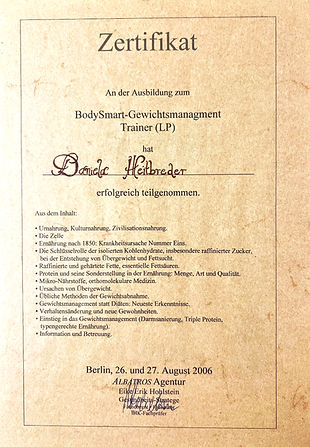 Zertifikat
An der Ausbildung zum
BodySmart-Gewichtsmanagment
Trainer (LP)
hat
Daniela Heitbreder
erfolgreich teilgenommen.
Aus dem Inhalt:
• Urnahrung, Kulturnahrung, Zivilisationsnahrung.
• Die Zelle
• Ernährung nach 1850: Krankheitsursache Nummer Eins.
• Die Schlüsselrolle der isolierten Kohlenhydrate, insbesondere raffinierter Zucker,
bei der Entstehung von Übergewicht und Fettsucht.
• Raffinierte und gehärtete Fette, essentielle Fettsäuren.
• Protein und seine Sonderstellung in der Ernährung: Menge, Art und Qualität.
• Mikro-Nährstoffe, orthomolekulare Medizin.
• Ursachen von Übergewicht.
• Übliche Methoden der Gewichtsabnahme.
• Gewichtsmanagement statt Diäten: Neueste Erkenntnisse.
• Verhaltensänderung und neue Gewohnheiten.
• Einstieg in das Gewichtsmanagement (Darmsanierung, Triple Protein,
typengerechte Ernährung).
• Information und Betreuung.
Berlin, 26. und 27. August 2006
ALBATROS Agentur
Eike Erik Hohlstein
IHK-Fachprüfer